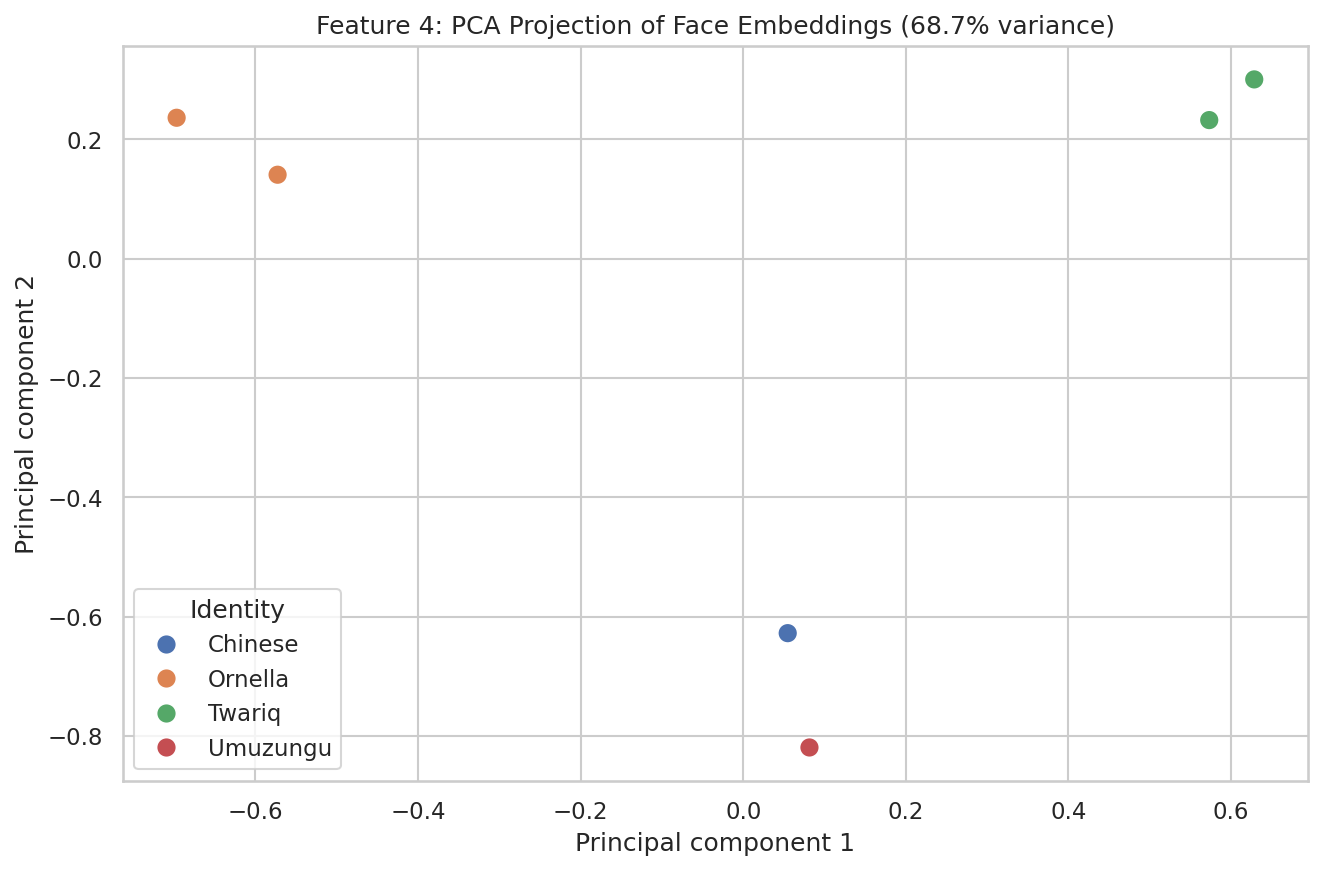 Feature 4: PCA Projection of Face Embeddings (68.7% variance)
Principal component 2
0.2
0.0
−0.2
−0.4
−0.6
−0.8
Identity
Chinese
Ornella
Twariq
Umuzungu
−0.6
−0.4
−0.2
0.0
0.2
0.4
0.6
Principal component 1